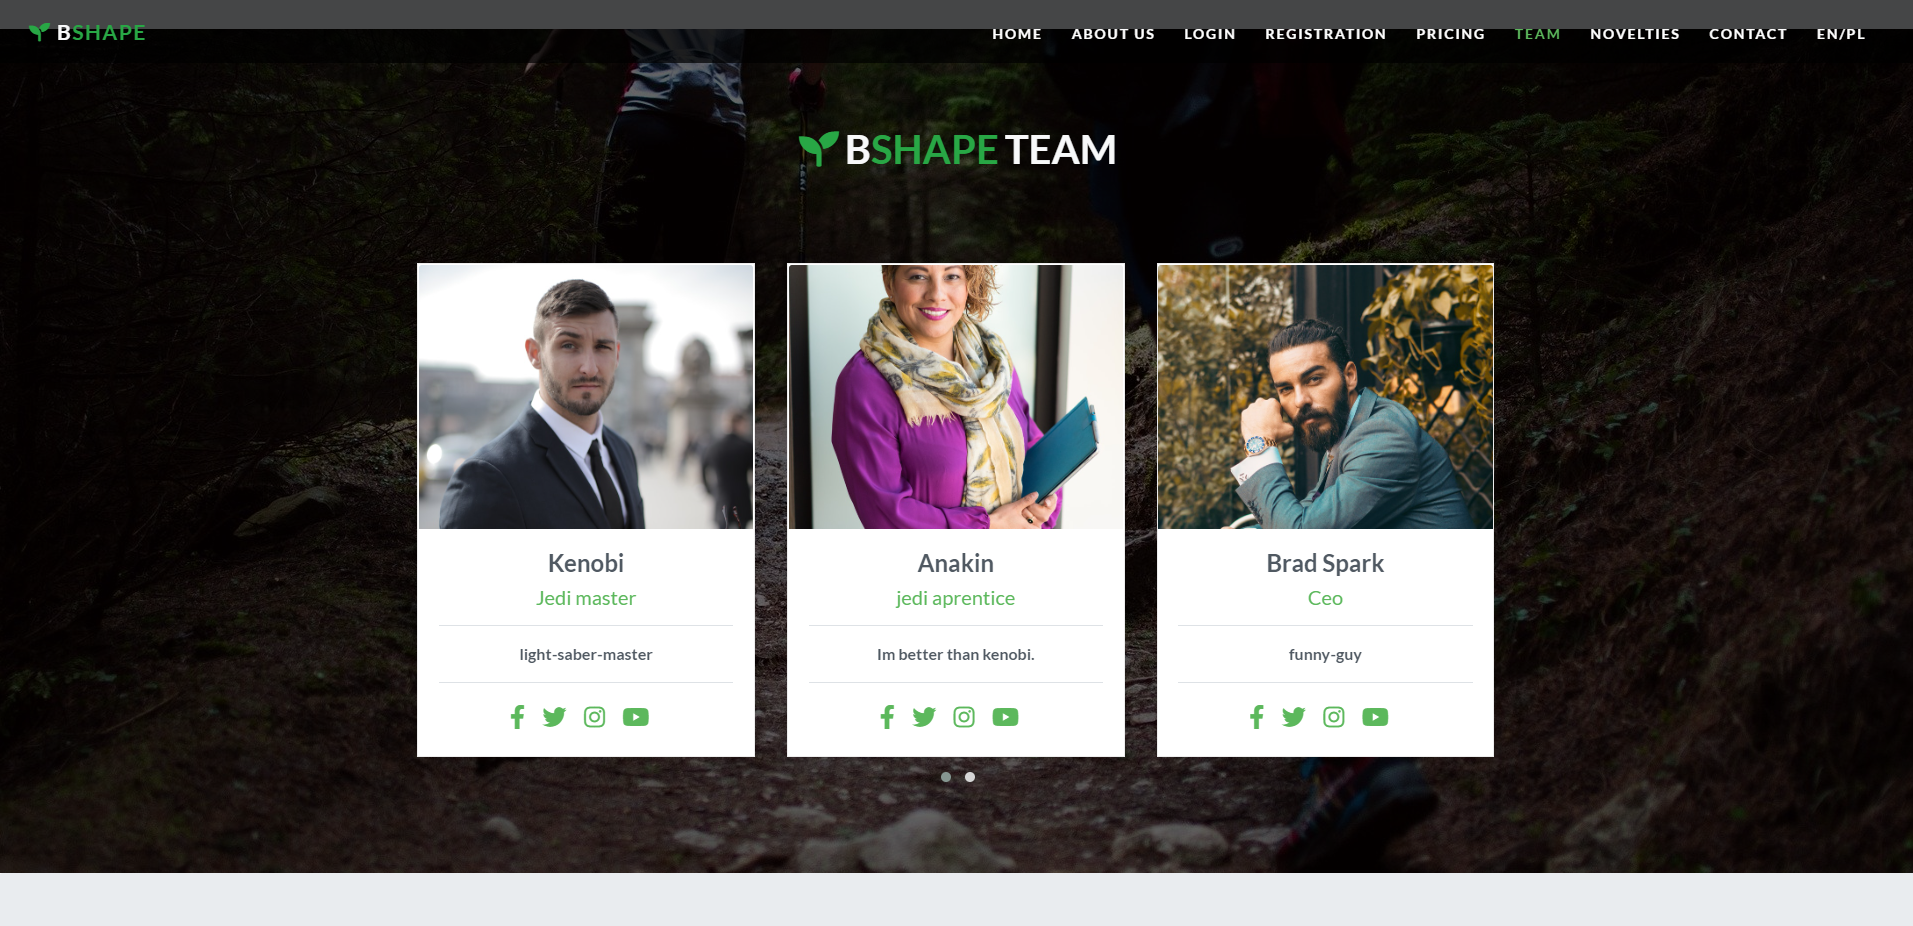 BSHAPE
HOME ABOUT US LOGIN REGISTRATION PRICING TEAM NOVELTIES CONTACT EN/PL
BSHAPE TEAM
Kenobi
Jedi master
light-saber-master
Anakin
jedi aprentice
Im better than kenobi.
Brad Spark
Ceo
funny-guy